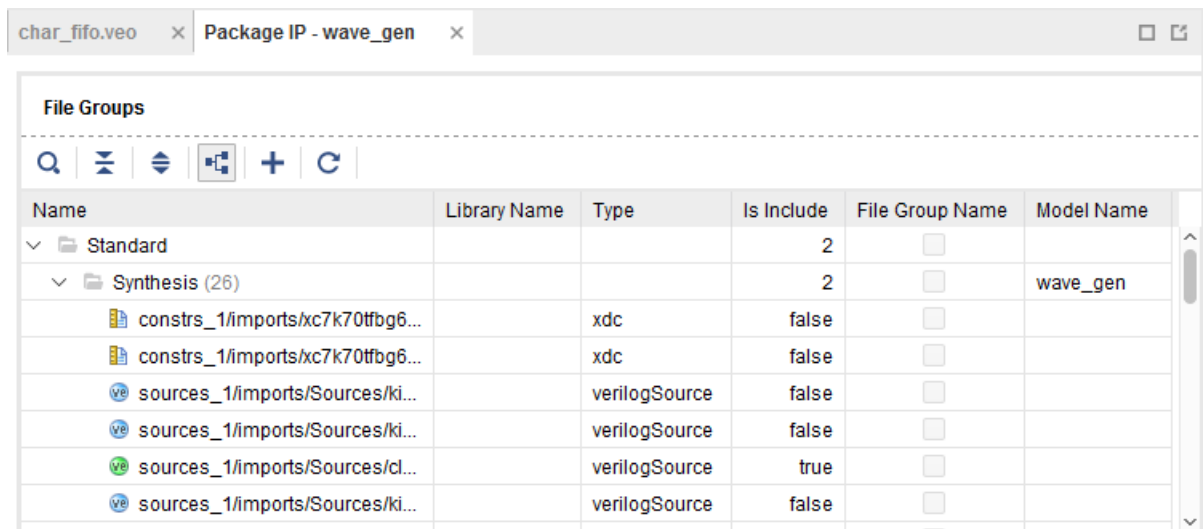 char_fifo.veo Package IP - wave_gen
File Groups
Name Library Name Type Is Include File Group Name Model Name
Standard 2
Synthesis (26) 2 wave_gen
constrs_1/imports/xc7k70tfbg6... xdc false
constrs_1/imports/xc7k70tfbg6... xdc false
sources_1/imports/Sources/ki... verilogSource false
sources_1/imports/Sources/ki... verilogSource false
sources_1/imports/Sources/cl... verilogSource true
sources_1/imports/Sources/ki... verilogSource false